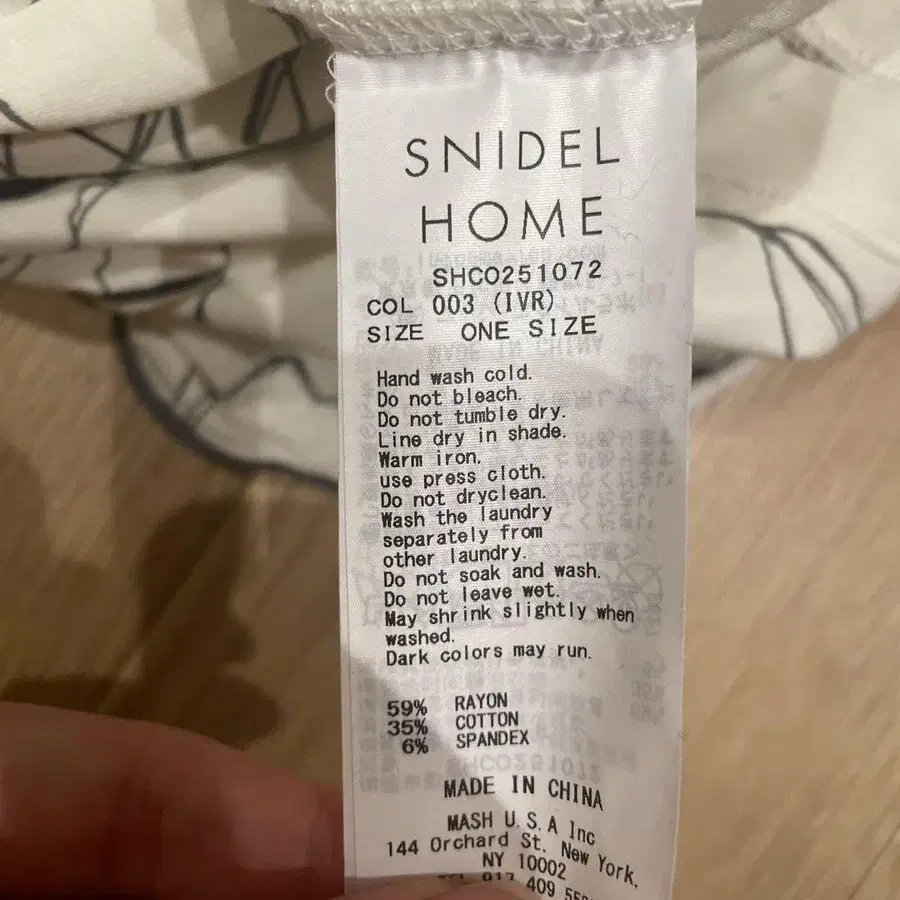 SNIDEL
HOME
SHCO251072
COL 003 (IVR)
SIZE ONE SIZE
Hand wash cold.
Do not bleach.
Do not tumble dry.
Line dry in shade.
Warm iron.
use press cloth.
Do not dryclean.
Wash the laundry
separately from
other laundry.
Do not soak and wash.
Do not leave wet.
May shrink slightly when
washed.
Dark colors may run.
59% RAYON
35% COTTON
6% SPANDEX
MADE IN CHINA
MASH U.S.A Inc
144 Orchard St. New York.
NY 10002
917 409